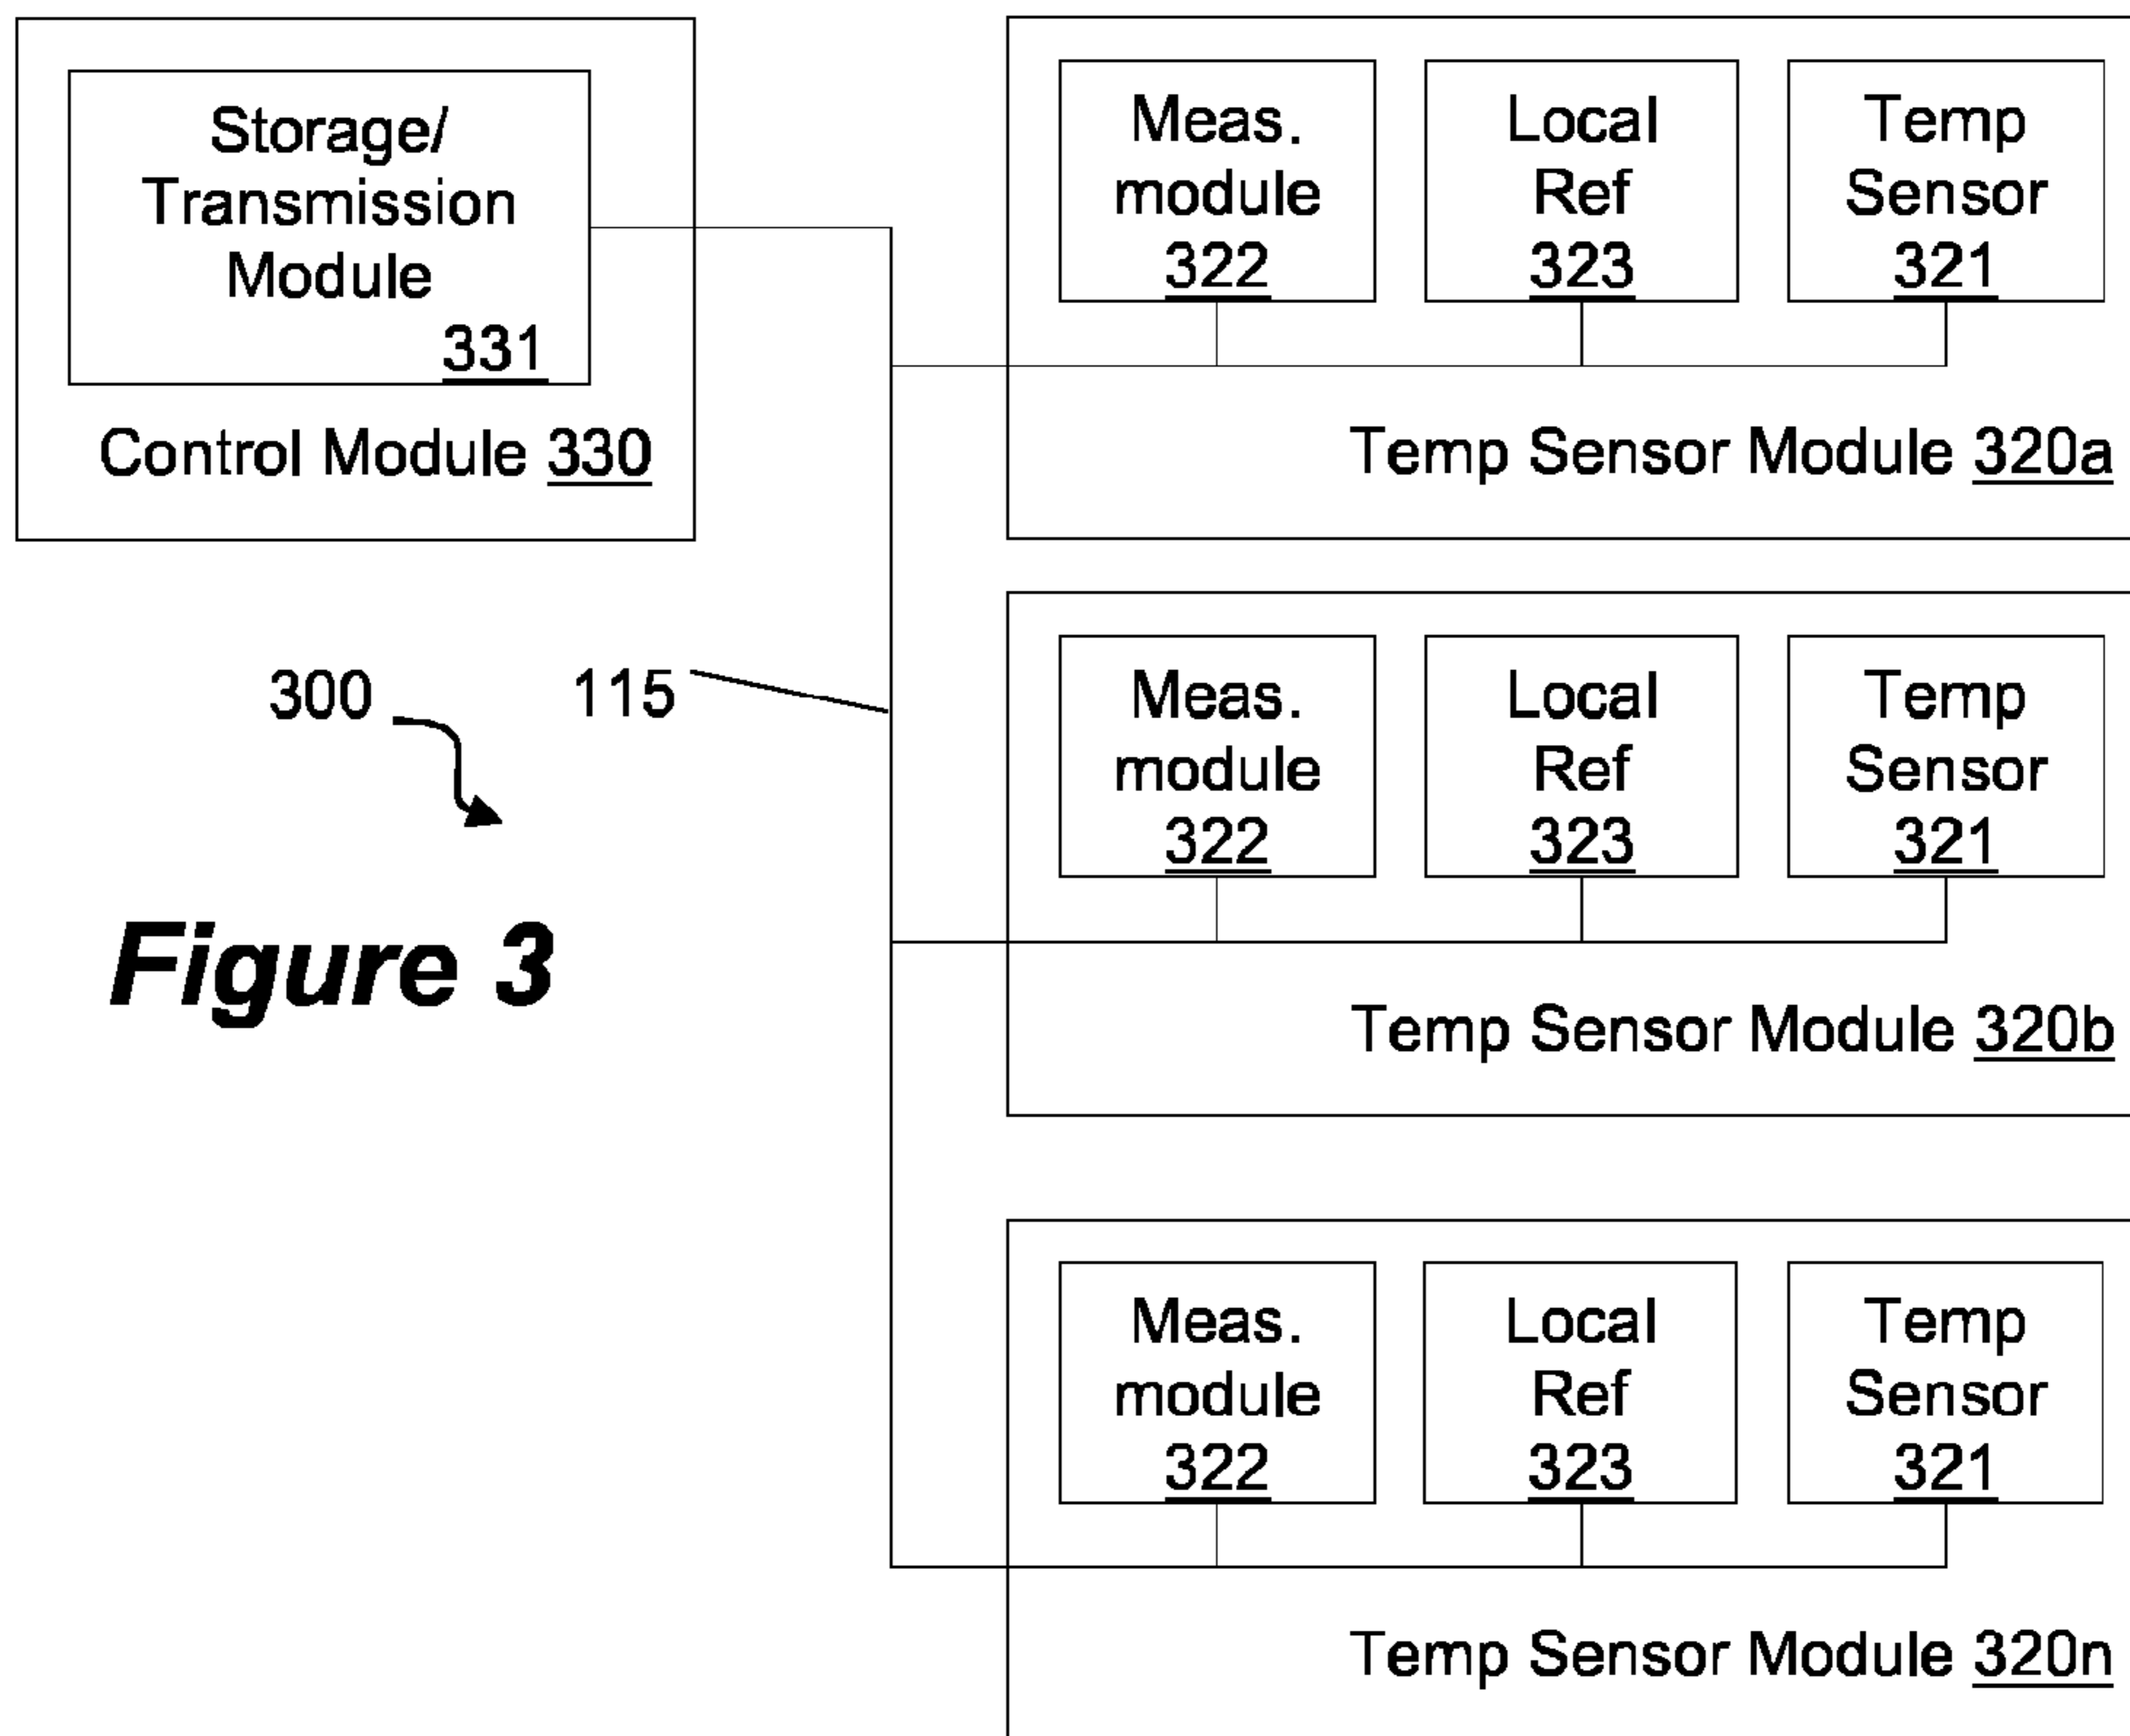 Storage/
Transmission
Module
331
Control Module 330
Meas.
module
322
Local
Ref
323
Temp
Sensor
321
Temp Sensor Module 320a
300
115
Figure 3
Meas.
module
322
Local
Ref
323
Temp
Sensor
321
Temp Sensor Module 320b
Meas.
module
322
Local
Ref
323
Temp
Sensor
321
Temp Sensor Module 320n